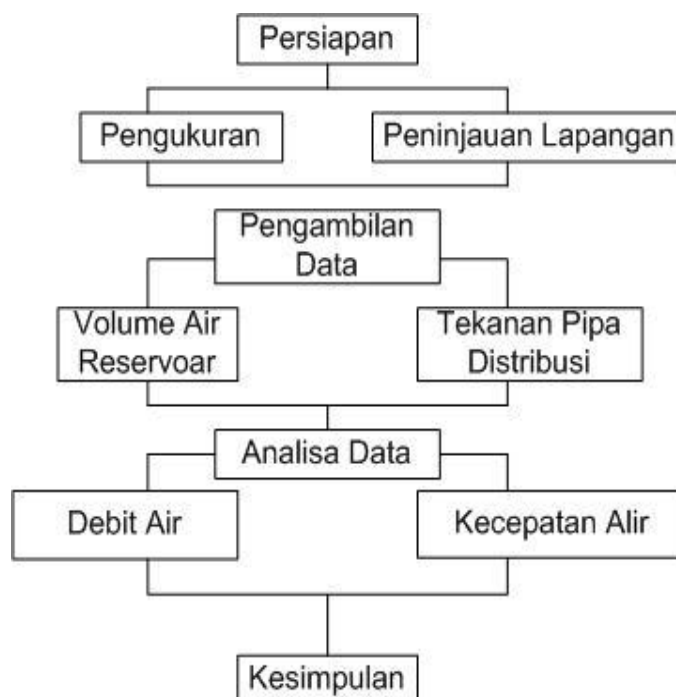 Persiapan
Pengukuran
Peninjauan Lapangan
Pengambilan
Data
Volume Air
Reservoar
Tekanan Pipa
Distribusi
Analisa Data
Debit Air
Kecepatan Alir
Kesimpulan